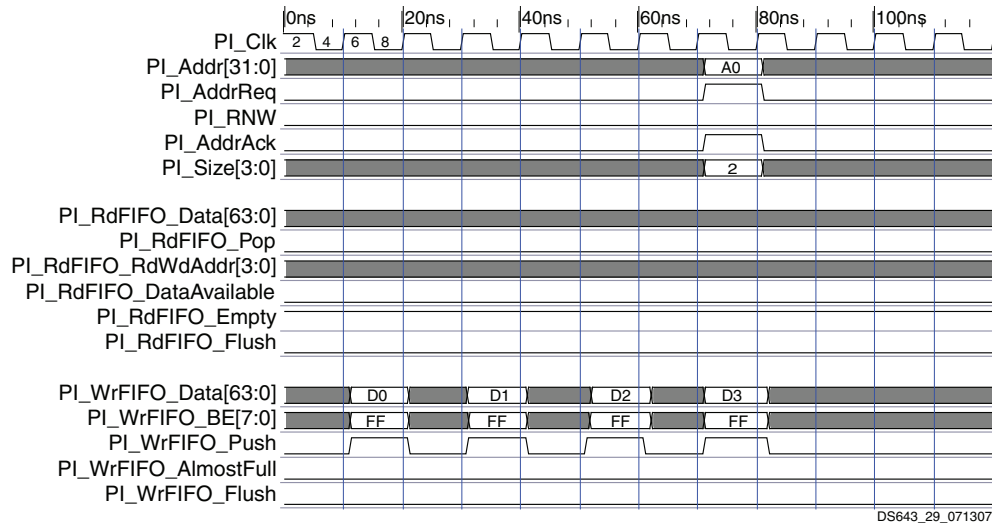 0ns 20ns 40ns 60ns 80ns 100ns
PI_Clk 2 4 6 8
PI_Addr[31:0] A0
PI_AddrReq
PI_RNW
PI_AddrAck
PI_Size[3:0] 2
PI_RdFIFO_Data[63:0]
PI_RdFIFO_Pop
PI_RdFIFO_RdWdAddr[3:0]
PI_RdFIFO_DataAvailable
PI_RdFIFO_Empty
PI_RdFIFO_Flush
PI_WrFIFO_Data[63:0] D0 D1 D2 D3
PI_WrFIFO_BE[7:0] FF FF FF FF
PI_WrFIFO_Push
PI_WrFIFO_AlmostFull
PI_WrFIFO_Flush
DS643_29_071307